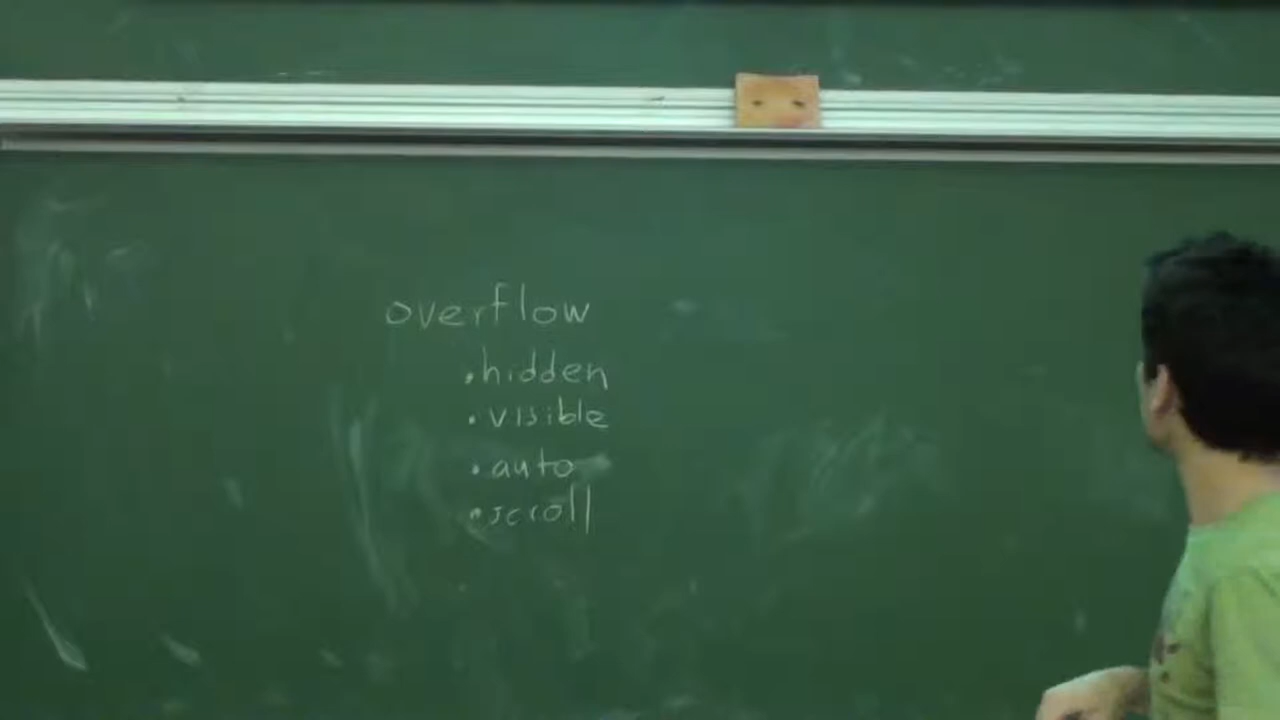 overflow
.hidden
.visible
.auto
.scroll